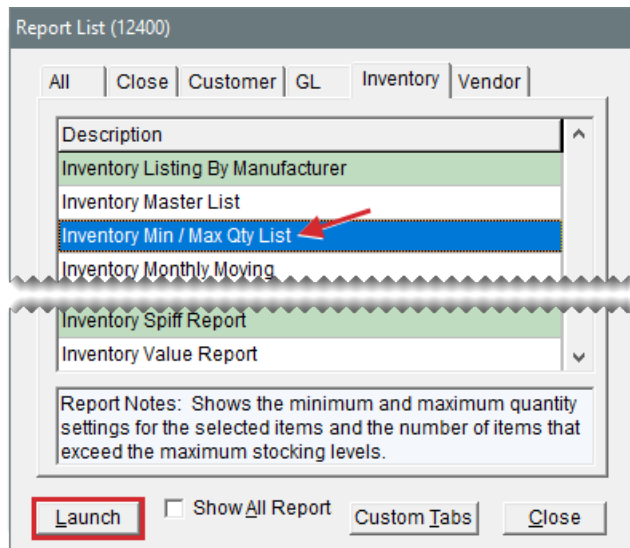 Report List (12400)
All Close Customer GL Inventory Vendor
Description
Inventory Listing By Manufacturer
Inventory Master List
Inventory Min / Max Qty List
Inventory Monthly Moving
Inventory Spiff Report
Inventory Value Report
Report Notes: Shows the minimum and maximum quantity
settings for the selected items and the number of items that
exceed the maximum stocking levels.
Launch Show All Report Custom Tabs Close